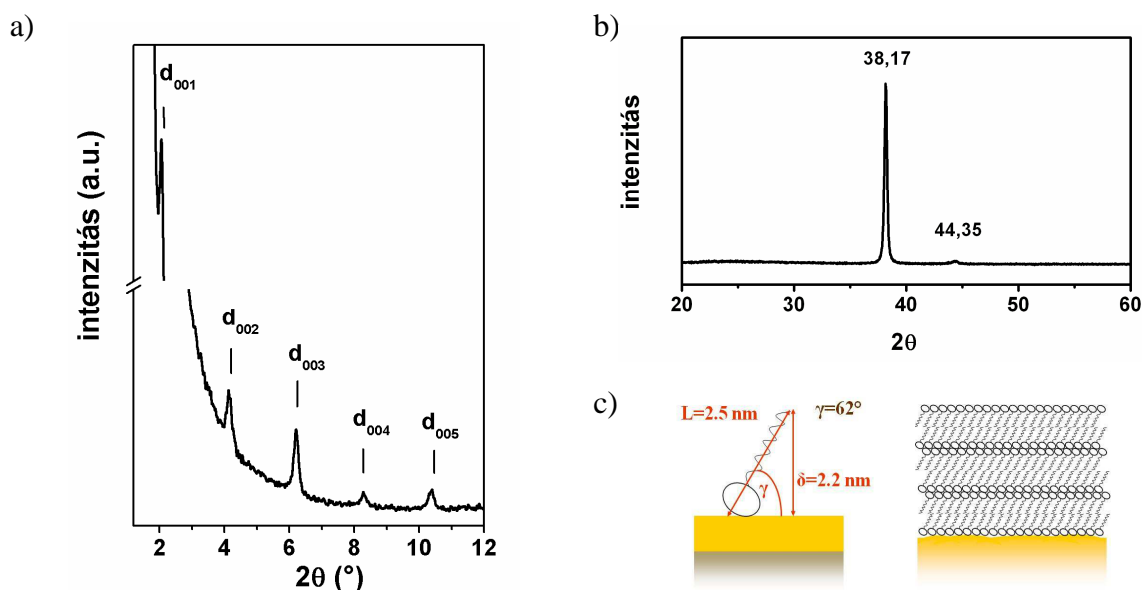 a)
intenzitás (a.u.)
d001
d002
d003
d004
d005
2 4 6 8 10 12
2θ (°)
b)
intenzitás
38,17
44,35
20 30 40 50 60
2θ
c)
L=2.5 nm
γ=62°
γ
δ=2.2 nm